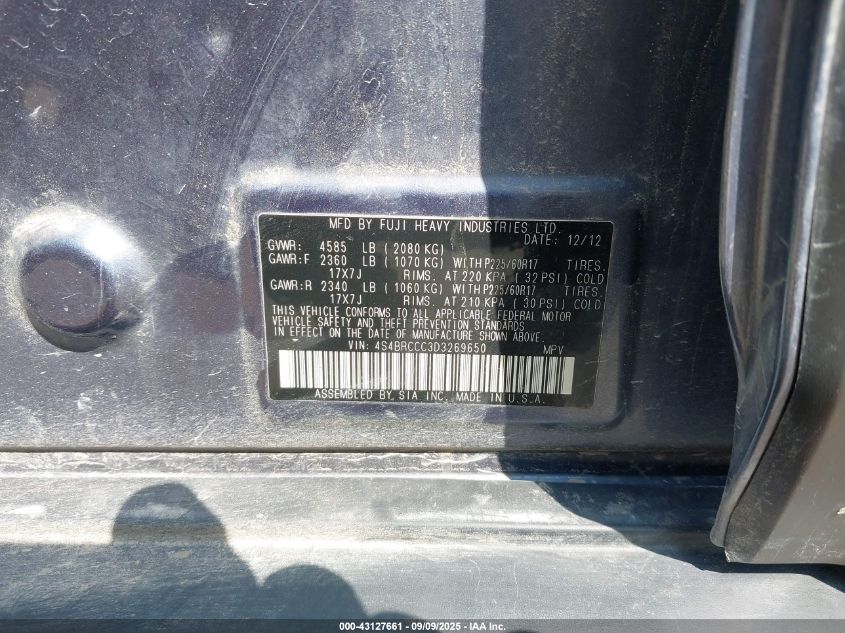 MFD BY FUJI HEAVY INDUSTRIES LTD.
DATE: 12/12
GVWR: 4585 LB ( 2080 KG)
GAWR:F 2360 LB ( 1070 KG) WITH P225/60R17 TIRES.
17X7J RIMS. AT 220 KPA ( 32 PSI) COLD
GAWR:R 2340 LB ( 1060 KG) WITH P225/60R17 TIRES.
17X7J RIMS. AT 210 KPA ( 30 PSI) COLD
THIS VEHICLE CONFORMS TO ALL APPLICABLE FEDERAL MOTOR
VEHICLE SAFETY AND THEFT PREVENTION STANDARDS
IN EFFECT ON THE DATE OF MANUFACTURE SHOWN ABOVE.
VIN: 4S4BRCCC3D3269650 MPV
ASSEMBLED BY SIA INC. MADE IN U.S.A.
000-43127661 - 09/09/2025 - IAA Inc.